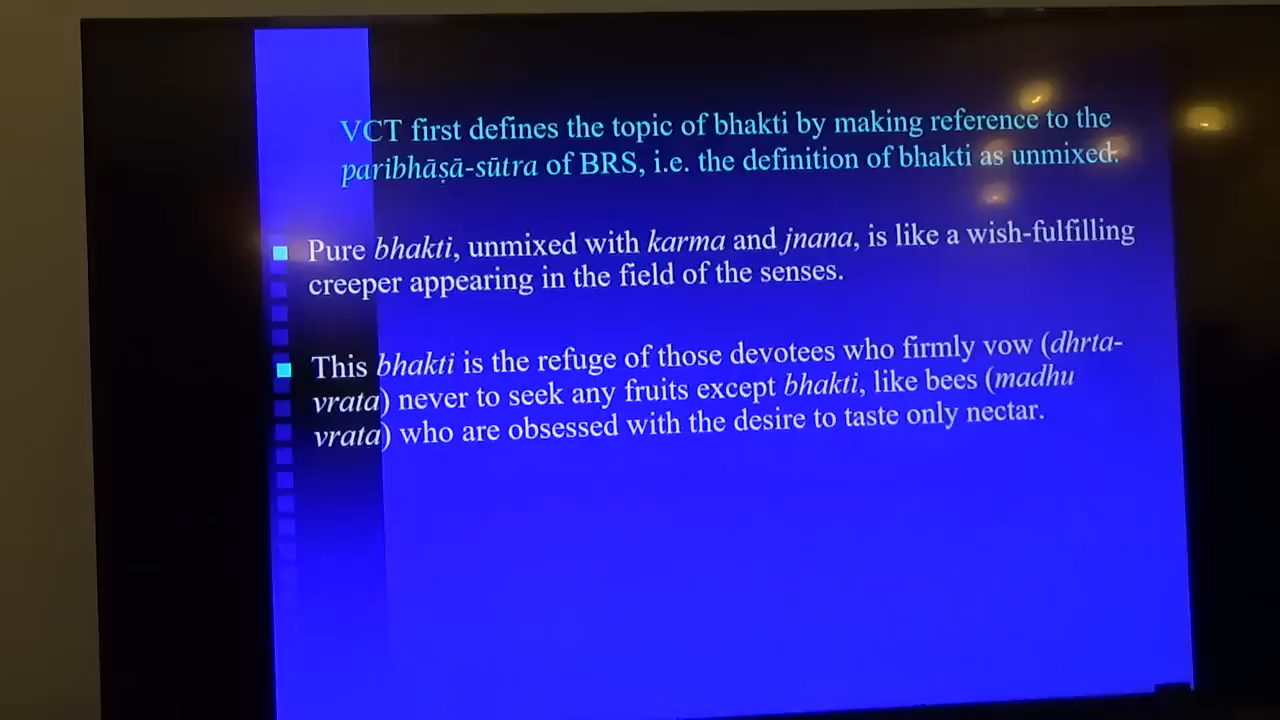 VCT first defines the topic of bhakti by making reference to the
paribhāṣā-sūtra of BRS, i.e. the definition of bhakti as unmixed.
Pure bhakti, unmixed with karma and jnana, is like a wish-fulfilling
creeper appearing in the field of the senses.
This bhakti is the refuge of those devotees who firmly vow (dhrta-
vrata) never to seek any fruits except bhakti, like bees (madhu
vrata) who are obsessed with the desire to taste only nectar.